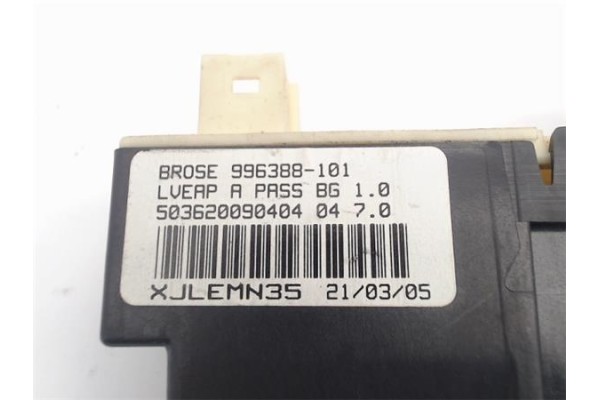 BROSE 996388-101
LVEAP A PASS BG 1.0
503620090404 04 7.0
XJLEMN35 21/03/05